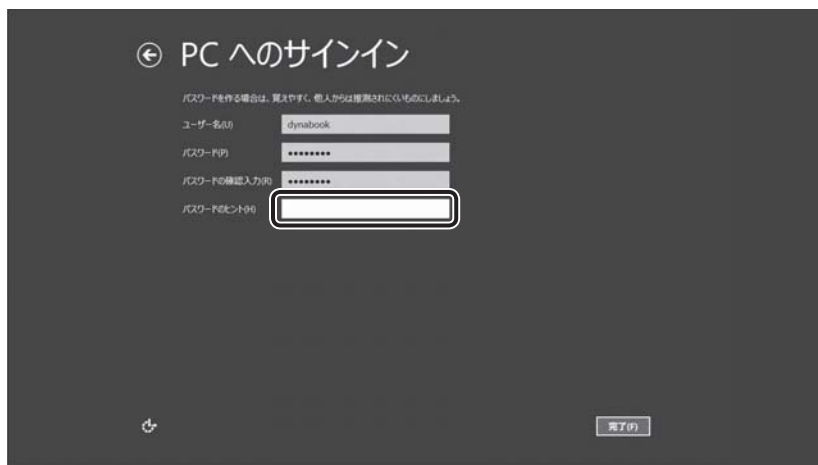 PC へのサインイン
パスワードを作る場合は、覚えやすく、他人からは推測されにくいものにしましょう。
ユーザー名(U) dynabook
パスワード(P) ••••••••
パスワードの確認入力(R) ••••••••
パスワードのヒント(H)
完了(F)